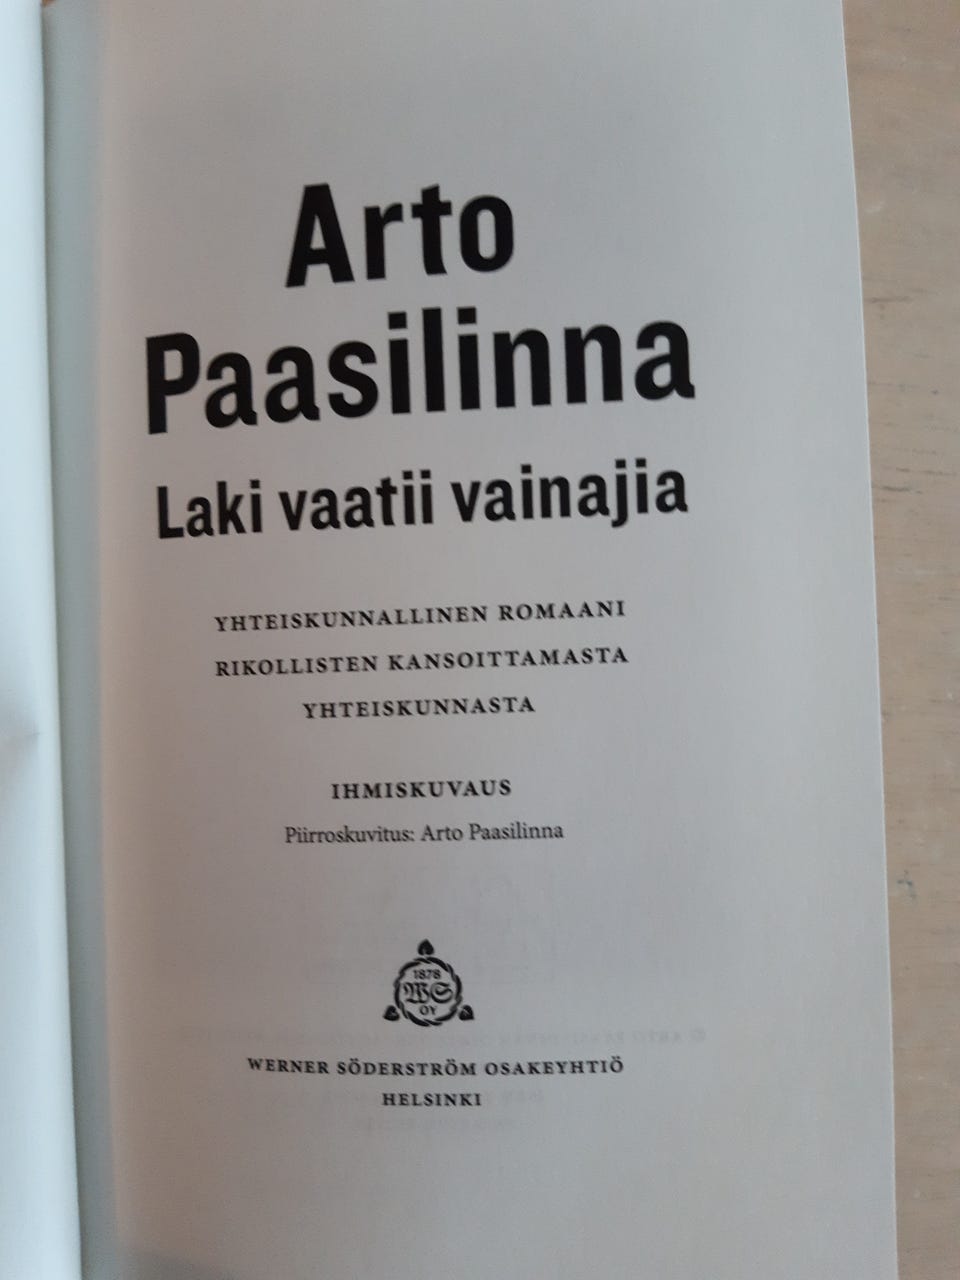 Arto
Paasilinna
Laki vaatii vainajia
YHTEISKUNNALLINEN ROMAANI
RIKOLLISTEN KANSOITTAMASTA
YHTEISKUNNASTA
IHMISKUVAUS
Piirroskuvitus: Arto Paasilinna
1878
WS
OY
WERNER SÖDERSTRÖM OSAKEYHTIÖ
HELSINKI